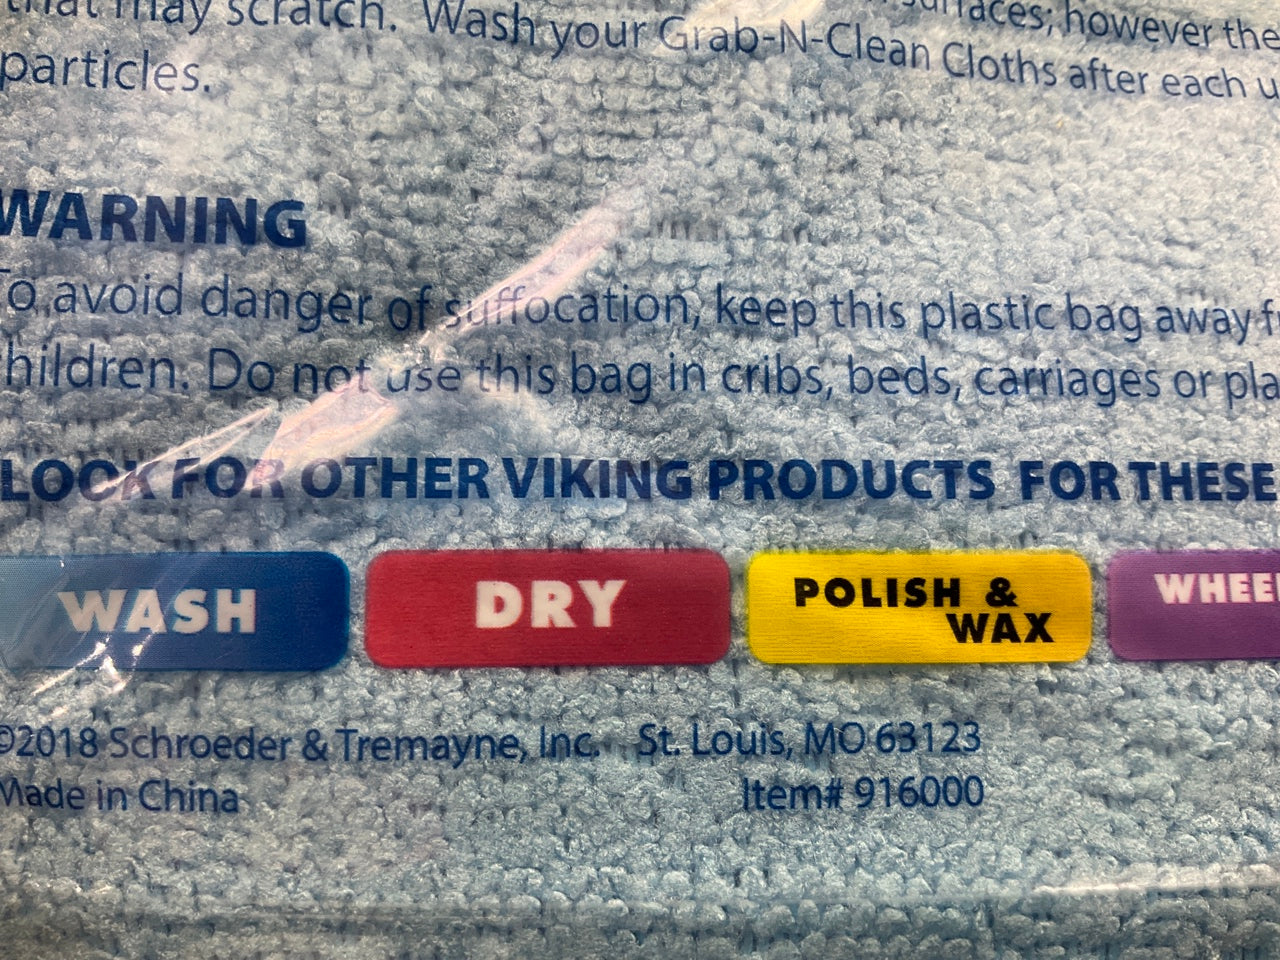 that may scratch. Wash your Grab-N-Clean Cloths after each
surfaces; however the
particles.
WARNING
To avoid danger of suffocation, keep this plastic bag away
children. Do not use this bag in cribs, beds, carriages or
LOOK FOR OTHER VIKING PRODUCTS FOR THESE
WASH
DRY
POLISH &
WAX
WHEEL
©2018 Schroeder & Tremayne, Inc. St. Louis, MO 63123
Made in China Item# 916000